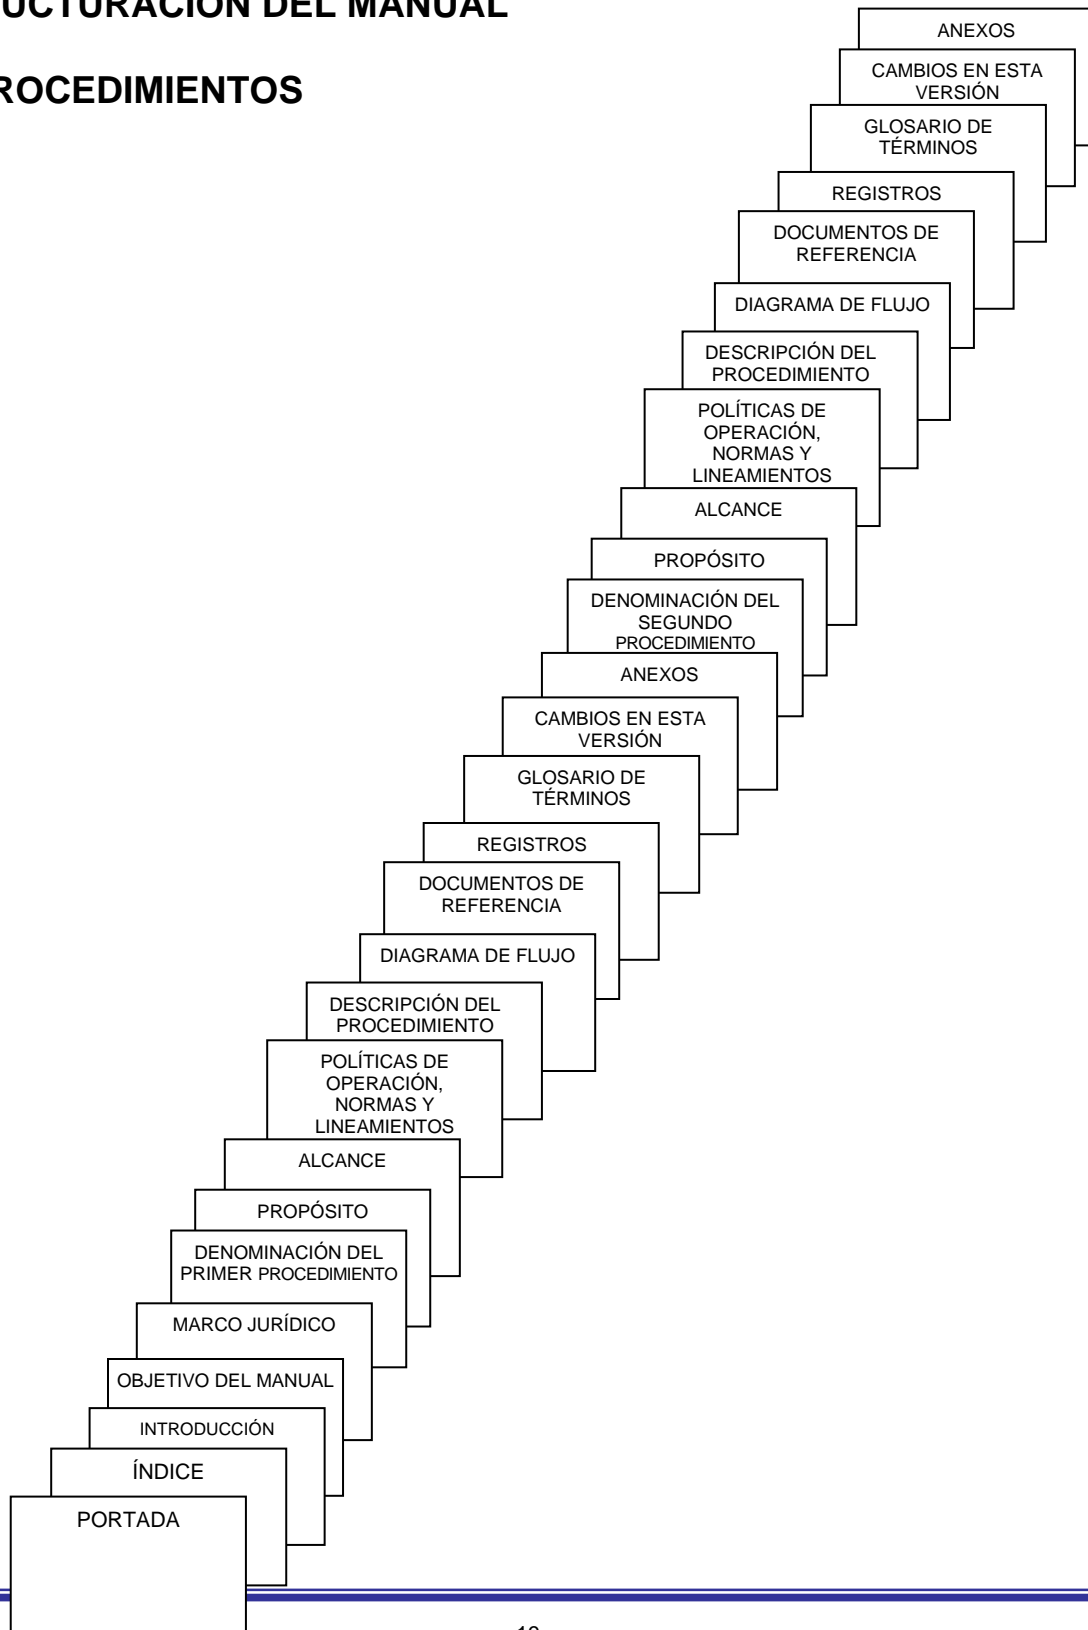 UCTURACIÓN DEL MANUAL
ROCEDIMIENTOS
ANEXOS
CAMBIOS EN ESTA
VERSIÓN
GLOSARIO DE
TÉRMINOS
REGISTROS
DOCUMENTOS DE
REFERENCIA
DIAGRAMA DE FLUJO
DESCRIPCIÓN DEL
PROCEDIMIENTO
POLÍTICAS DE
OPERACIÓN,
NORMAS Y
LINEAMIENTOS
ALCANCE
PROPÓSITO
DENOMINACIÓN DEL
SEGUNDO
PROCEDIMIENTO
ANEXOS
CAMBIOS EN ESTA
VERSIÓN
GLOSARIO DE
TÉRMINOS
REGISTROS
DOCUMENTOS DE
REFERENCIA
DIAGRAMA DE FLUJO
DESCRIPCIÓN DEL
PROCEDIMIENTO
POLÍTICAS DE
OPERACIÓN,
NORMAS Y
LINEAMIENTOS
ALCANCE
PROPÓSITO
DENOMINACIÓN DEL
PRIMER PROCEDIMIENTO
MARCO JURÍDICO
OBJETIVO DEL MANUAL
INTRODUCCIÓN
ÍNDICE
PORTADA